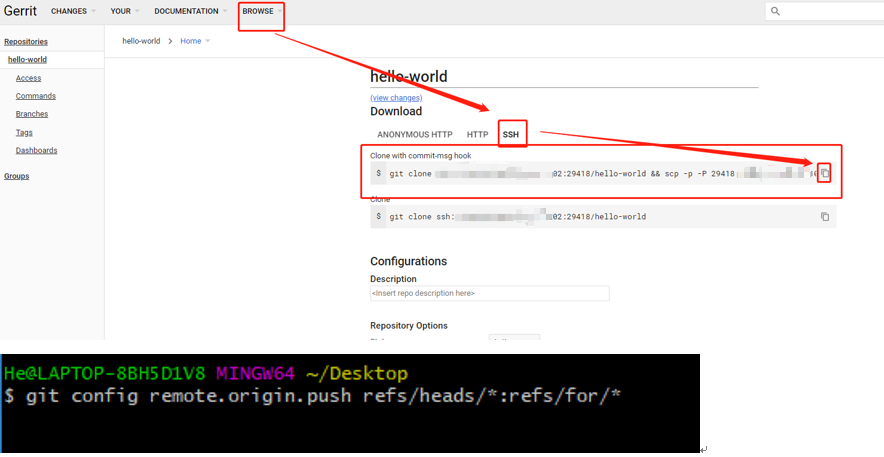 Gerrit CHANGES YOUR DOCUMENTATION BROWSE
Repositories
hello-world
Access
Commands
Branches
Tags
Dashboards
Groups
hello-world > Home
hello-world
(view changes)
Download
ANONYMOUS HTTP HTTP SSH
Clone with commit-msg hook
$ git clone 02:29418/hello-world && scp -p -P 29418
Clone
$ git clone ssh: 02:29418/hello-world
Configurations
Description
<Insert repo description here>
Repository Options
He@LAPTOP-8BH5D1V8 MINGW64 ~/Desktop
$ git config remote.origin.push refs/heads/*:refs/for/*